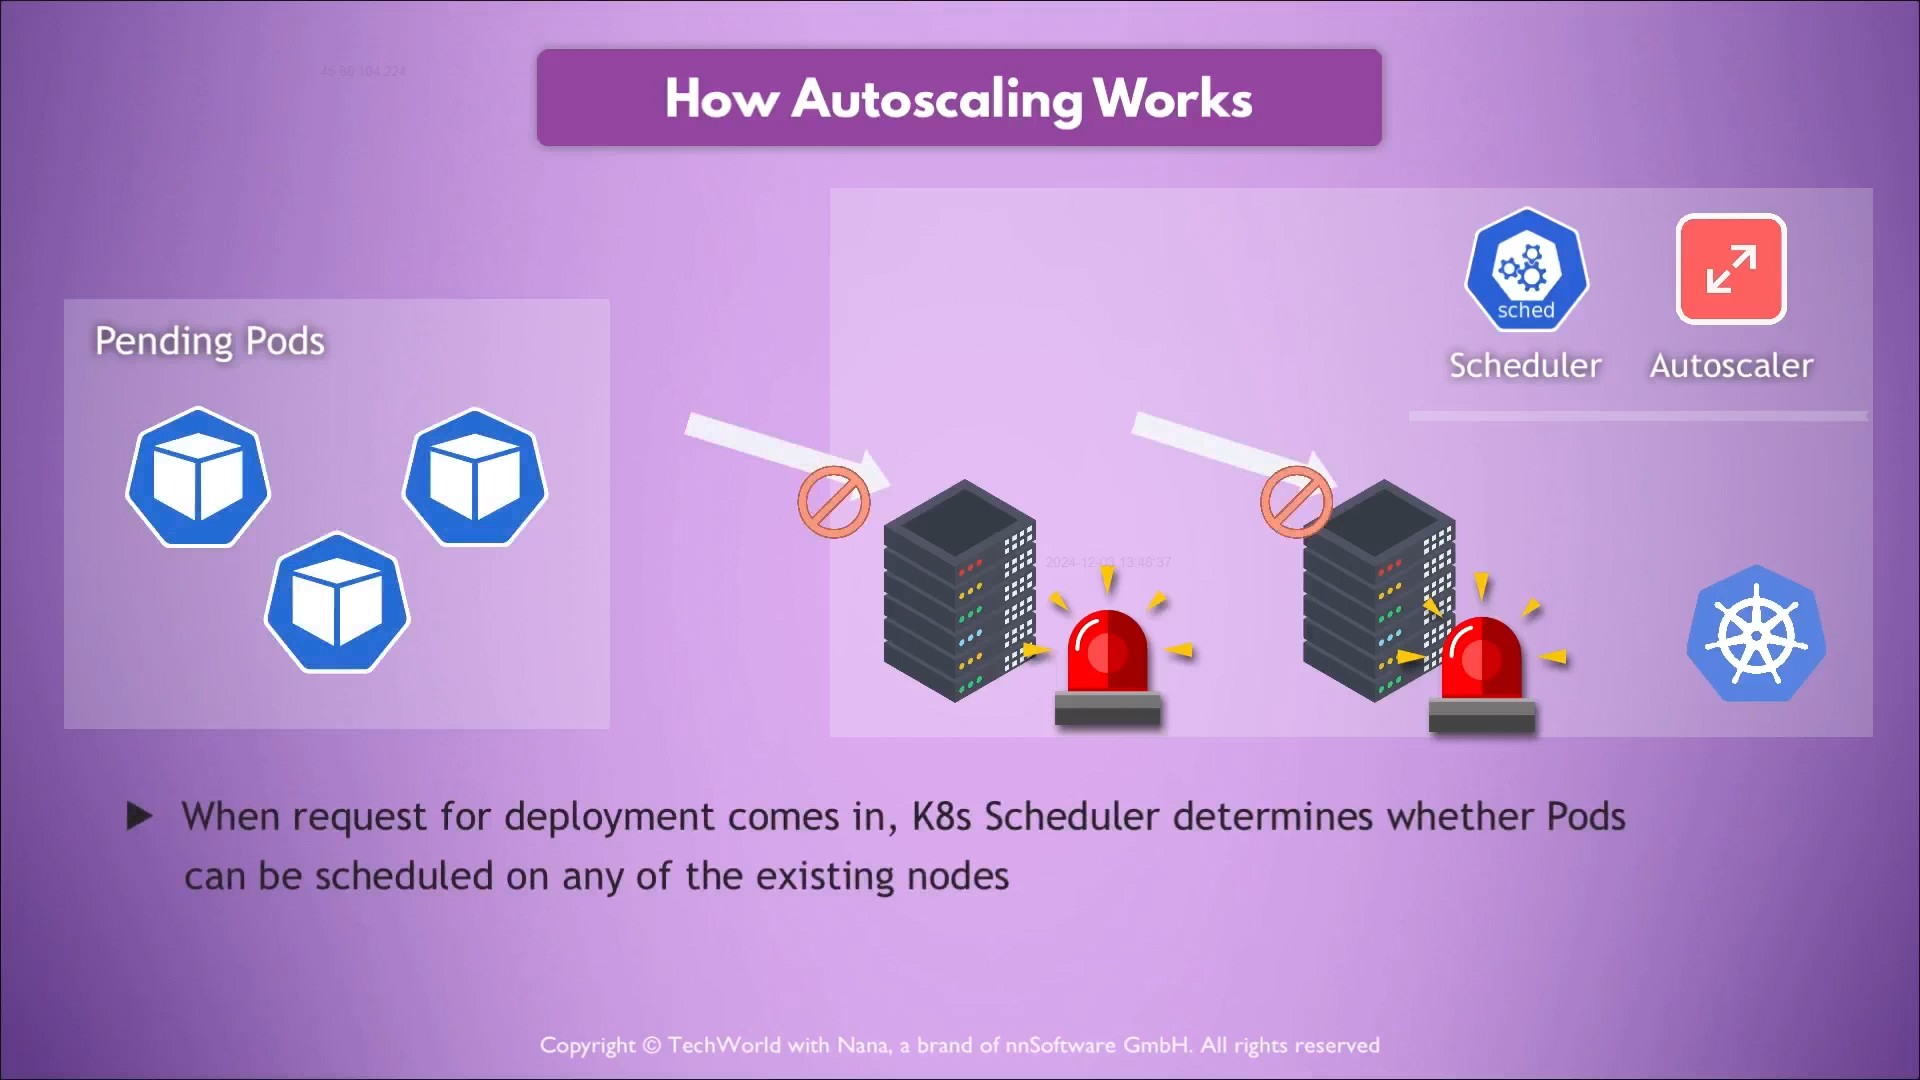 45.86.104.224
How Autoscaling Works
sched
Scheduler
Autoscaler
Pending Pods
2024-12-03 13:46:37
When request for deployment comes in, K8s Scheduler determines whether Pods
can be scheduled on any of the existing nodes
Copyright © TechWorld with Nana, a brand of nnSoftware GmbH. All rights reserved